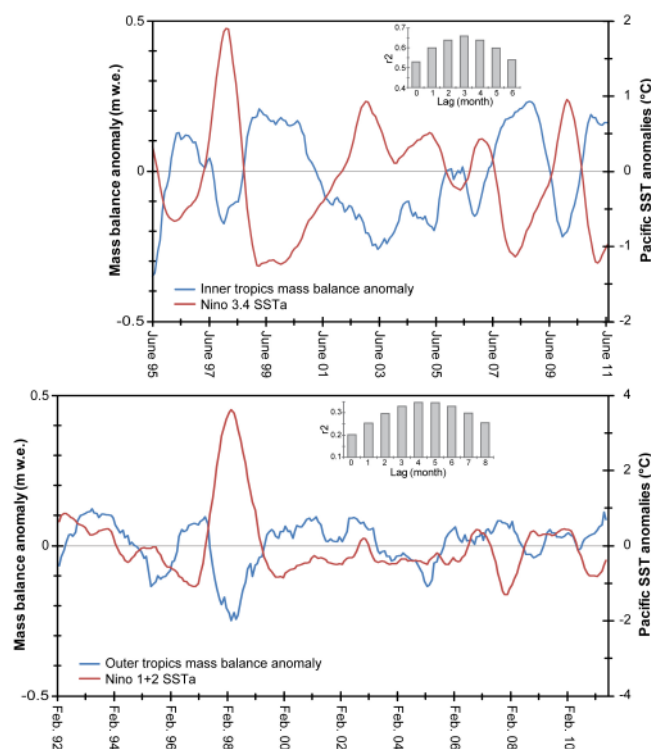 0.5
2
0.7
0.6
0.5
0.4
r2
0 1 2 3 4 5 6
Lag (month)
1
0
0
-1
-0.5
-2
Mass balance anomaly (m w.e.)
Pacific SST anomalies (°C)
Inner tropics mass balance anomaly
Nino 3.4 SSTa
June 95
June 97
June 99
June 01
June 03
June 05
June 07
June 09
June 11
0.5
4
0.3
0.2
0.1
r2
0 1 2 3 4 5 6 7 8
Lag (month)
2
0
0
-2
-0.5
-4
Mass balance anomaly (m w.e.)
Pacific SST anomalies (°C)
Outer tropics mass balance anomaly
Nino 1+2 SSTa
Feb. 92
Feb. 94
Feb. 96
Feb. 98
Feb. 00
Feb. 02
Feb. 04
Feb. 06
Feb. 08
Feb. 10